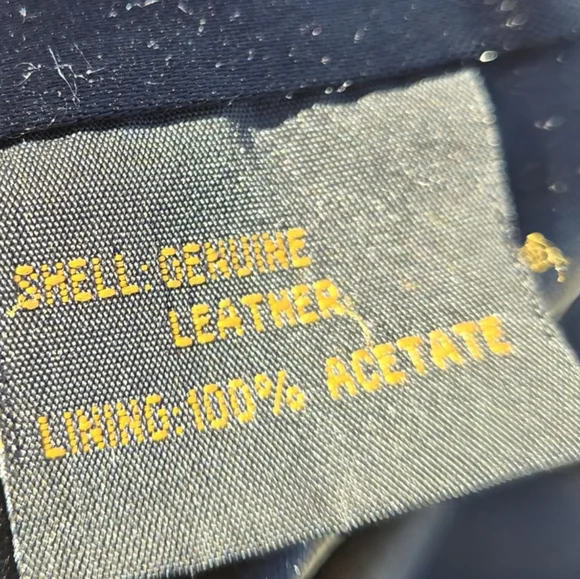 SHELL: GENUINE
LEATHER
LINING: 100% ACETATE